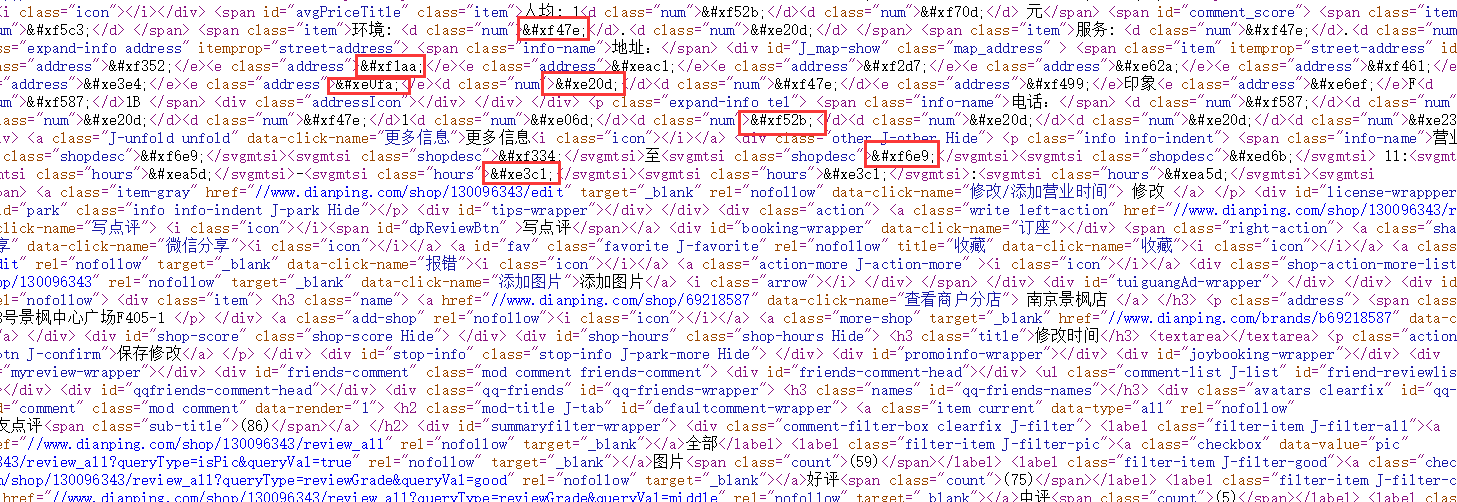 <i class="icon"></i></div> <span id="avgPriceTitle" class="item">人均: 1<d class="num">&#xf52b;</d><d class="num">&#xf70d;</d> 元</span> <span id="comment_score"> <span class="item"
&#xf5c3;</d></span> <span class="item">环境: <d class="num">&#xf47e;</d>.<d class="num">&#xe20d;</d></span> <span class="item">服务: <d class="num">&#xf47e;</d>.<d class="num"
="expand-info address" itemprop="street-address"> <span class="info-name">地址: </span> <div id="J_map-show" class="map_address" > <span class="item" itemprop="street-address" id
address">&#xf352;</e><e class="address">&#xf1aa;</e><e class="address">&#xeac1;</e><e class="address">&#xf2d7;</e><e class="address">&#xe62a;</e><e class="address">&#xf461;</e
&#xe3e4;</e><e class="address">&#xe0fa;</e><d class="num">&#xe20d;</d><d class="num">&#xf47e;</d><e class="address">&#xf499;</e>印象<e class="address">&#xe6ef;</e>F<d
>&#xf587;</d>1B </span> <div class="addressIcon"></div> </div> </div> <p class="expand-info tel"> <span class="info-name">电话: </span> <d class="num">&#xf587;</d><d class="num"
>&#xe20d;</d><d class="num">&#xf47e;</d>1<d class="num">&#xe06d;</d><d class="num">&#xf52b;</d><d class="num">&#xe20d;</d><d class="num">&#xe20d;</d><d class="num">&#xe23
iv> <a class="J-unfold unfold" data-click-name="更多信息">更多信息<i class="icon"></i></a> <div class="other J-other Hide"> <p class="info info-indent"> <span class="info-name">营业
>&#xf6e9;</svgmtsi><svgmtsi class="shopdesc">&#xf334;</svgmtsi>至<svgmtsi class="shopdesc">&#xf6e9;</svgmtsi><svgmtsi class="shopdesc">&#xed6b;</svgmtsi> 11:<svgmtsi
class="hours">&#xea5d;</svgmtsi>-<svgmtsi class="hours">&#xe3c1;</svgmtsi><svgmtsi class="hours">&#xe3c1;</svgmtsi>:<svgmtsi class="hours">&#xea5d;</svgmtsi><svgmtsi
</span> <a class="item-gray" href="//www.dianping.com/shop/130096343/edit" target="_blank" rel="nofollow" data-click-name="修改/添加营业时间"> 修改 </a> </p> <div id="license-wrappper"
"park" class="info info-indent J-park Hide"></p> <div id="tips-wrapper"></div> </div> <div class="action"> <a class="write left-action" href="//www.dianping.com/shop/130096343/r
click-name="写点评"> <i class="icon"></i><span id="dpReviewBtn" >写点评</span></a> <div id="booking-wrapper" data-click-name="订座"></div> <span class="right-action"> <a class="sha
享" data-click-name="微信分享"><i class="icon"></i></a> <a id="fav" class="favorite J-favorite" rel="nofollow" title="收藏" data-click-name="收藏"><i class="icon"></i></a> <a
dit" rel="nofollow" target="_blank" data-click-name="报错"><i class="icon"></i></a> <a class="action-more J-action-more" ><i class="icon"></i></a> <div class="shop-action-more-list
op/130096343" rel="nofollow" target="_blank" data-click-name="添加图片" >添加图片</a> <i class="arrow"></i> </div> </span> </div> <div id="tuiguangAd-wrapper"></div>
rel="nofollow"> <div class="item"> <h3 class="name"> <a href="//www.dianping.com/shop/69218587" data-click-name="查看商户分店"> 南京景枫店 </a> </h3> <p class="address"> <span>
3号景枫中心广场F405-1 </p> </div> <a class="add-shop" rel="nofollow"><i class="icon"></i></a> <a class="more-shop" target="_blank" href="//www.dianping.com/brands/b69218587" data-c
"></a> </div> <div class="shop-score" id="shop-score Hide"> </div> <div id="shop-hours" class="shop-hours Hide"> <h3 class="title">修改时间</h3> <textarea></textarea> <p class="action
btn J-confirm">保存修改</a> </p> </div> <div id="stop-info" class="stop-info J-park-more Hide"> </div> <div id="promoinfo-wrapper"></div> <div id="joybooking-wrapper"></div> <div
="myreview-wrapper"></div> <div id="friends-comment" class="mod comment friends-comment"> <div id="friends-comment-head"></div> <ul class="comment-list J-list" id="friend-reviewlis
></div> <div id="qqfriends-comment-head"></div> <div class="qq-friends" id="qq-friends-wrapper"> <h3 class="names" id="qq-friends-names"></h3> <div class="avatars clearfix" id="qq-
="comment" class="mod comment" data-render="1"> <h2 class="mod-title J-tab" id="defaultcomment-wrapper"> <a class="item current" data-type="all" rel="nofollow"
友点评<span class="sub-title">(86)</span></a> </h2> <div id="summaryfilter-wrapper"> <div class="comment-filter-box clearfix J-filter"> <label class="filter-item J-filter-all"><a
ef="//www.dianping.com/shop/130096343/review_all" rel="nofollow" target="_blank"></a>全部</label> <label class="filter-item J-filter-pic"><a class="checkbox" data-value="pic"
343/review_all?queryType=isPic&queryVal=true" rel="nofollow" target="_blank"></a>图片<span class="count">(59)</span></label> <label class="filter-item J-filter-good"><a class="chec
130096343/review_all?queryType=reviewGrade&queryVal=good" rel="nofollow" target="_blank"></a>好评<span class="count">(75)</span></label> <label class="filter-item
href="//www.dianping.com/shop/130096343/review_all?queryType=reviewGrade&queryVal=middle" rel="nofollow" target="_blank"></a>中评<span class="count">(5)</span></label> <label